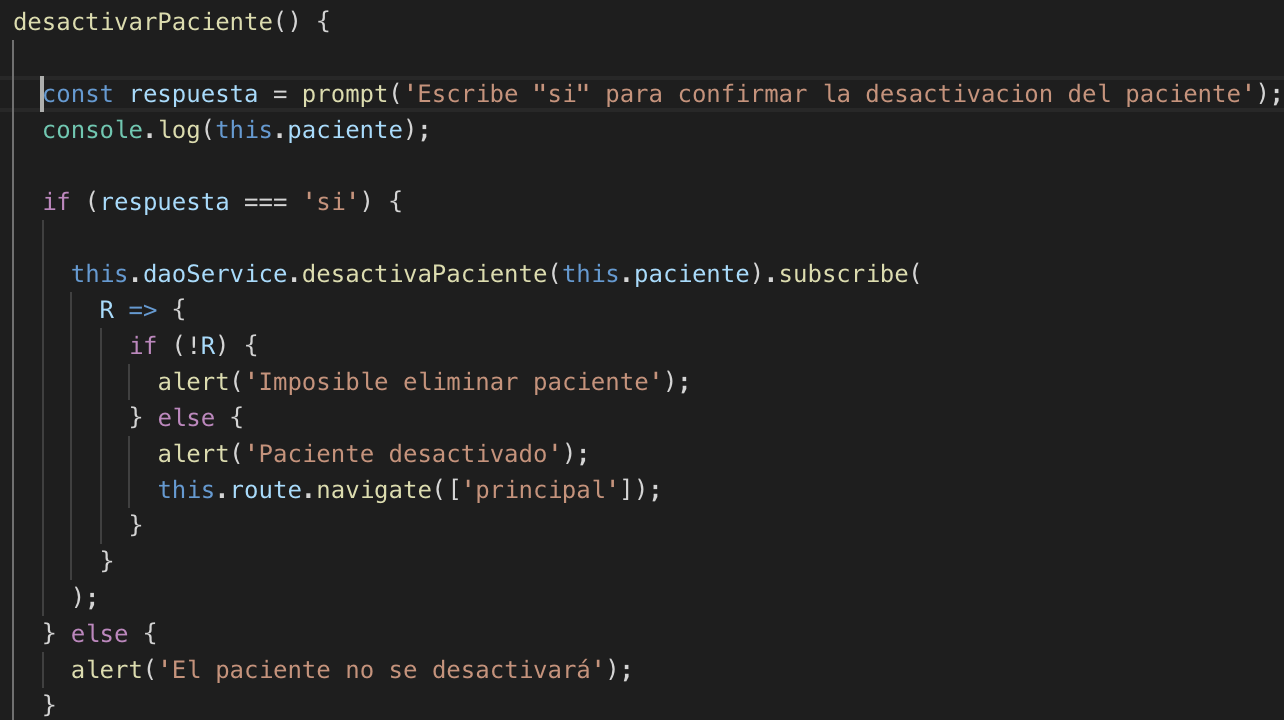 desactivarPaciente() {
const respuesta = prompt('Escribe "si" para confirmar la desactivacion del paciente');
console.log(this.paciente);
if (respuesta === 'si') {
this.daoService.desactivaPaciente(this.paciente).subscribe(
R => {
if (!R) {
alert('Imposible eliminar paciente');
} else {
alert('Paciente desactivado');
this.route.navigate(['principal']);
}
}
);
} else {
alert('El paciente no se desactivará');
}